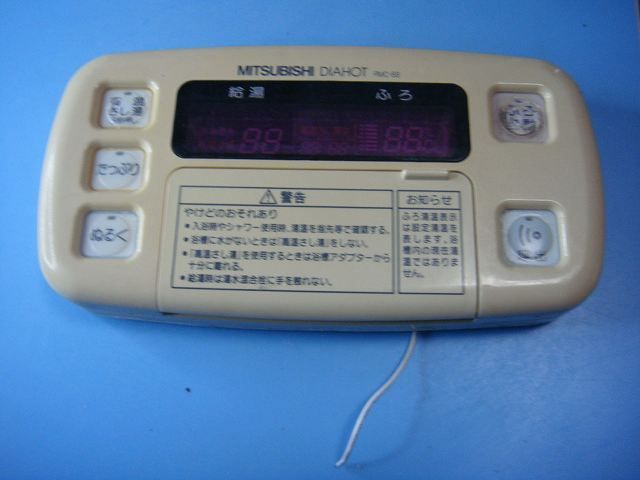 MITSUBISHI DIAHOT RMC-6B
給湯
ふろ
高温
さし湯
たっぷり
ぬるく
88
88
⚠警告
やけどのおそれあり
●入浴時やシャワー使用時、湯温を指先等で確認する。
●浴槽に水がないときは「高温さし湯」をしない。
●「高温さし湯」を使用するときは浴槽アダプターから
十分に離れる。
●給湯時は湯水混合栓に手を触れない。
お知らせ
ふろ湯温表示
は設定湯温を
表します。浴
槽内の現在湯
温ではありま
せん。